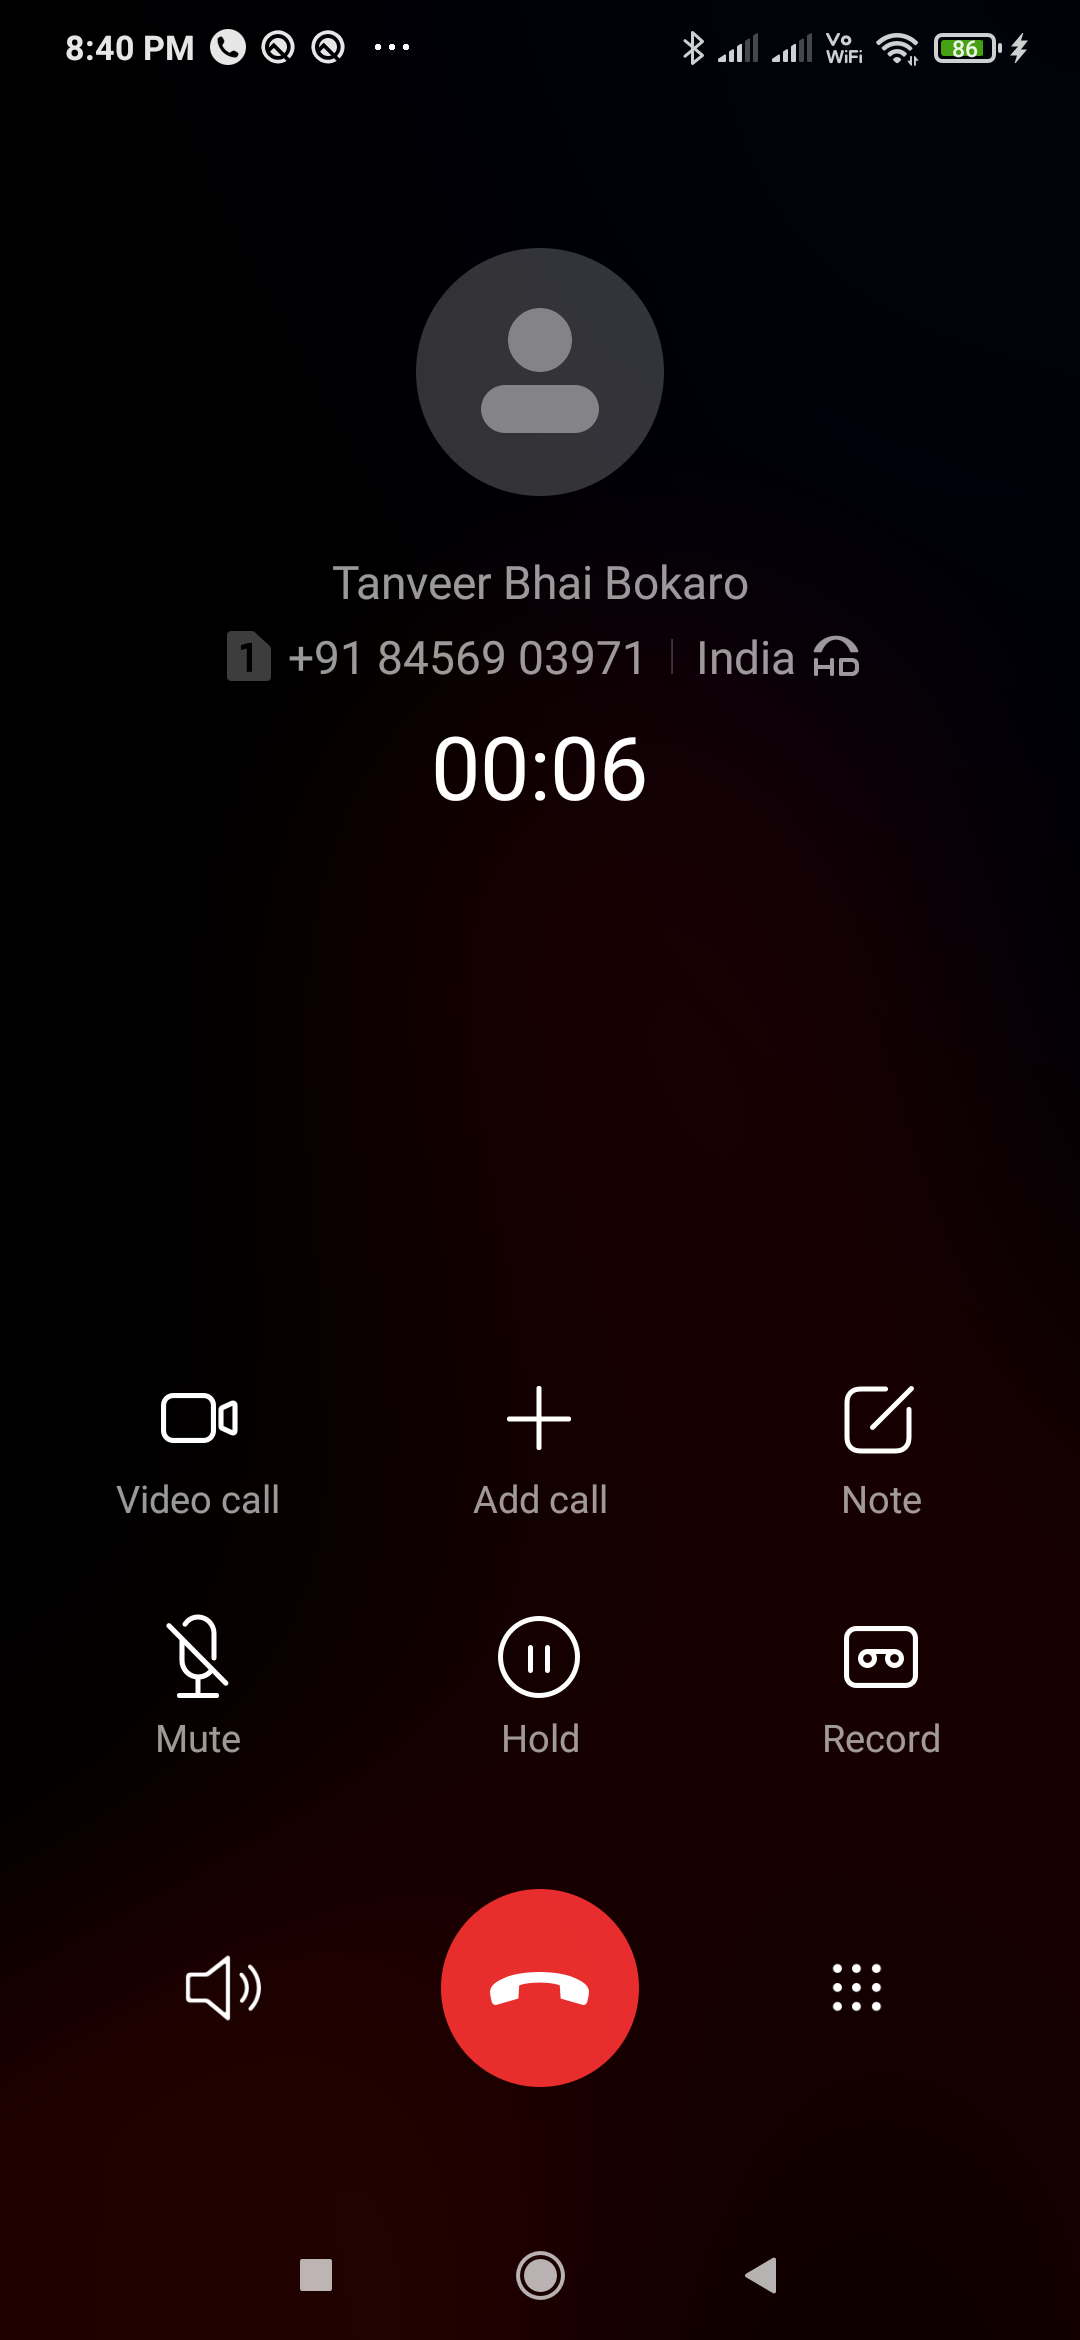 8:40 PM ... Vo WiFi 86
Tanveer Bhai Bokaro
1 +91 84569 03971 | India HD
00:06
Video call Add call Note
Mute Hold Record